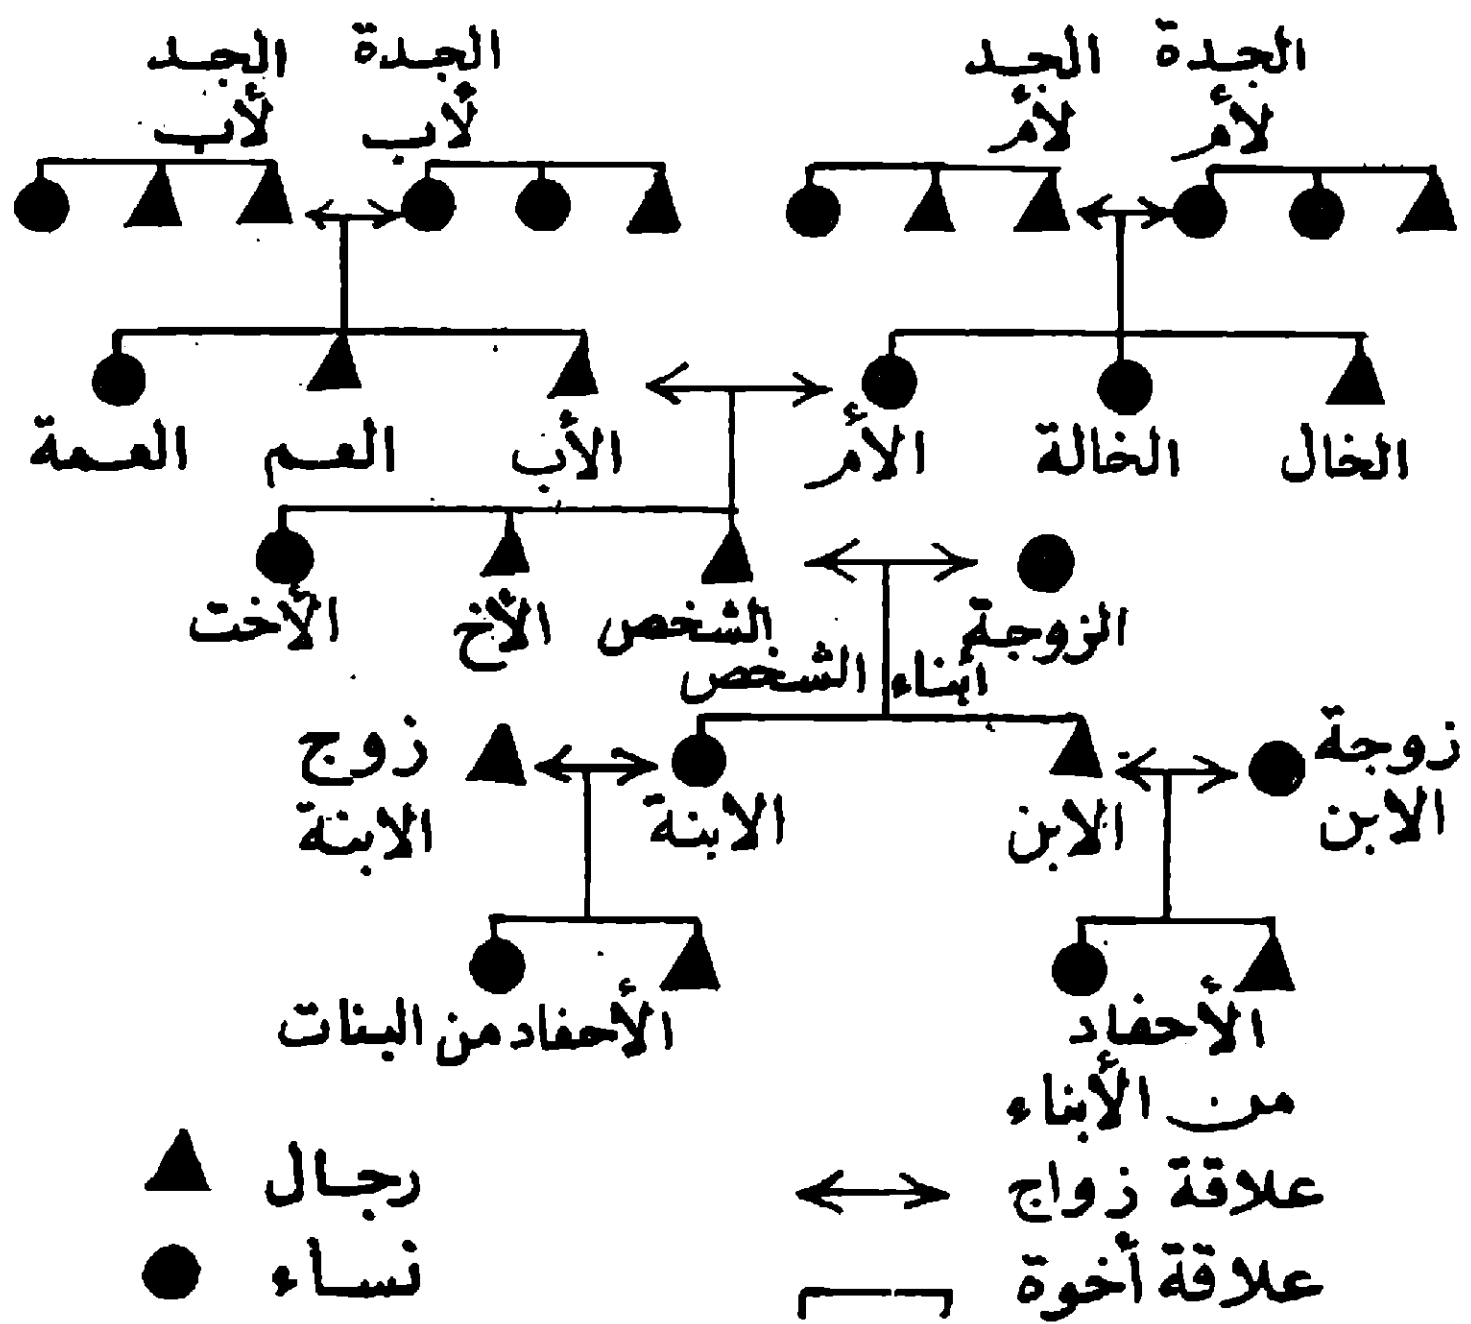 الجدة لأم
الجد لأم
الجدة لأب
الجد لأب
الخال
الخالة
الأم
الأب
العم
العمة
الزوجة
الشخص
الأخ
الأخت
أبناء الشخص
زوجة الابن
الابن
الابنة
زوج الابنة
الأحفاد
من الأبناء
الأحفاد من البنات
علاقة زواج
رجال
علاقة أخوة
نساء